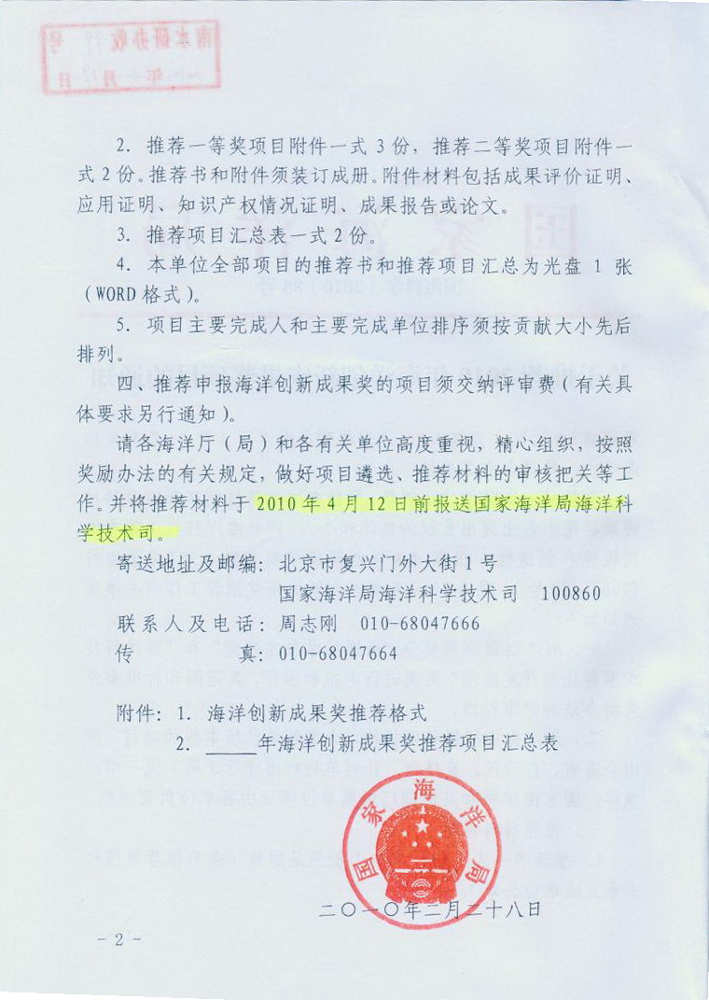 2. 推荐一等奖项目附件一式 3 份，推荐二等奖项目附件一
式 2 份。推荐书和附件须装订成册。附件材料包括成果评价证明、
应用证明、知识产权情况证明、成果报告或论文。
3. 推荐项目汇总表一式 2 份。
4. 本单位全部项目的推荐书和推荐项目汇总为光盘 1 张
（WORD 格式）。
5. 项目主要完成人和主要完成单位排序须按贡献大小先后
排列。
四、推荐申报海洋创新成果奖的项目须交纳评审费（有关具
体要求另行通知）。
请各海洋厅（局）和各有关单位高度重视，精心组织，按照
奖励办法的有关规定，做好项目遴选、推荐材料的审核把关等工
作。并将推荐材料于 2010 年 4 月 12 日前报送国家海洋局海洋科
学技术司。
寄送地址及邮编：北京市复兴门外大街 1 号
国家海洋局海洋科学技术司 100860
联系人及电话：周志刚 010-68047666
传 真：010-68047664
附件：1. 海洋创新成果奖推荐格式
2. _____年海洋创新成果奖推荐项目汇总表
国家海洋局
二〇一〇年二月二十八日
- 2 -